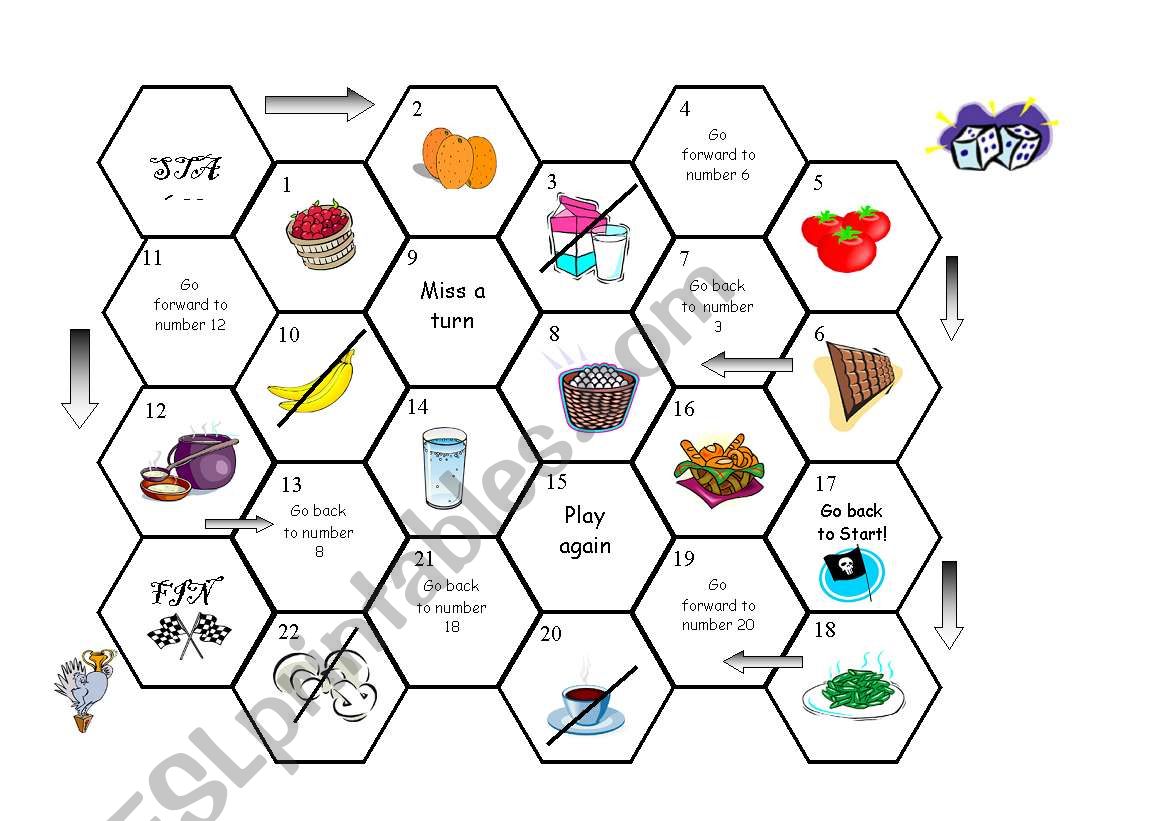 STA
1
2
3
4
Go
forward to
number 6
5
6
7
Go back
to number
3
8
9
Miss a
turn
10
11
Go
forward to
number 12
12
13
Go back
to number
8
14
15
Play
again
16
17
Go back
to Start!
18
19
Go
forward to
number 20
20
21
Go back
to number
18
22
FIN
ESLprintables.com